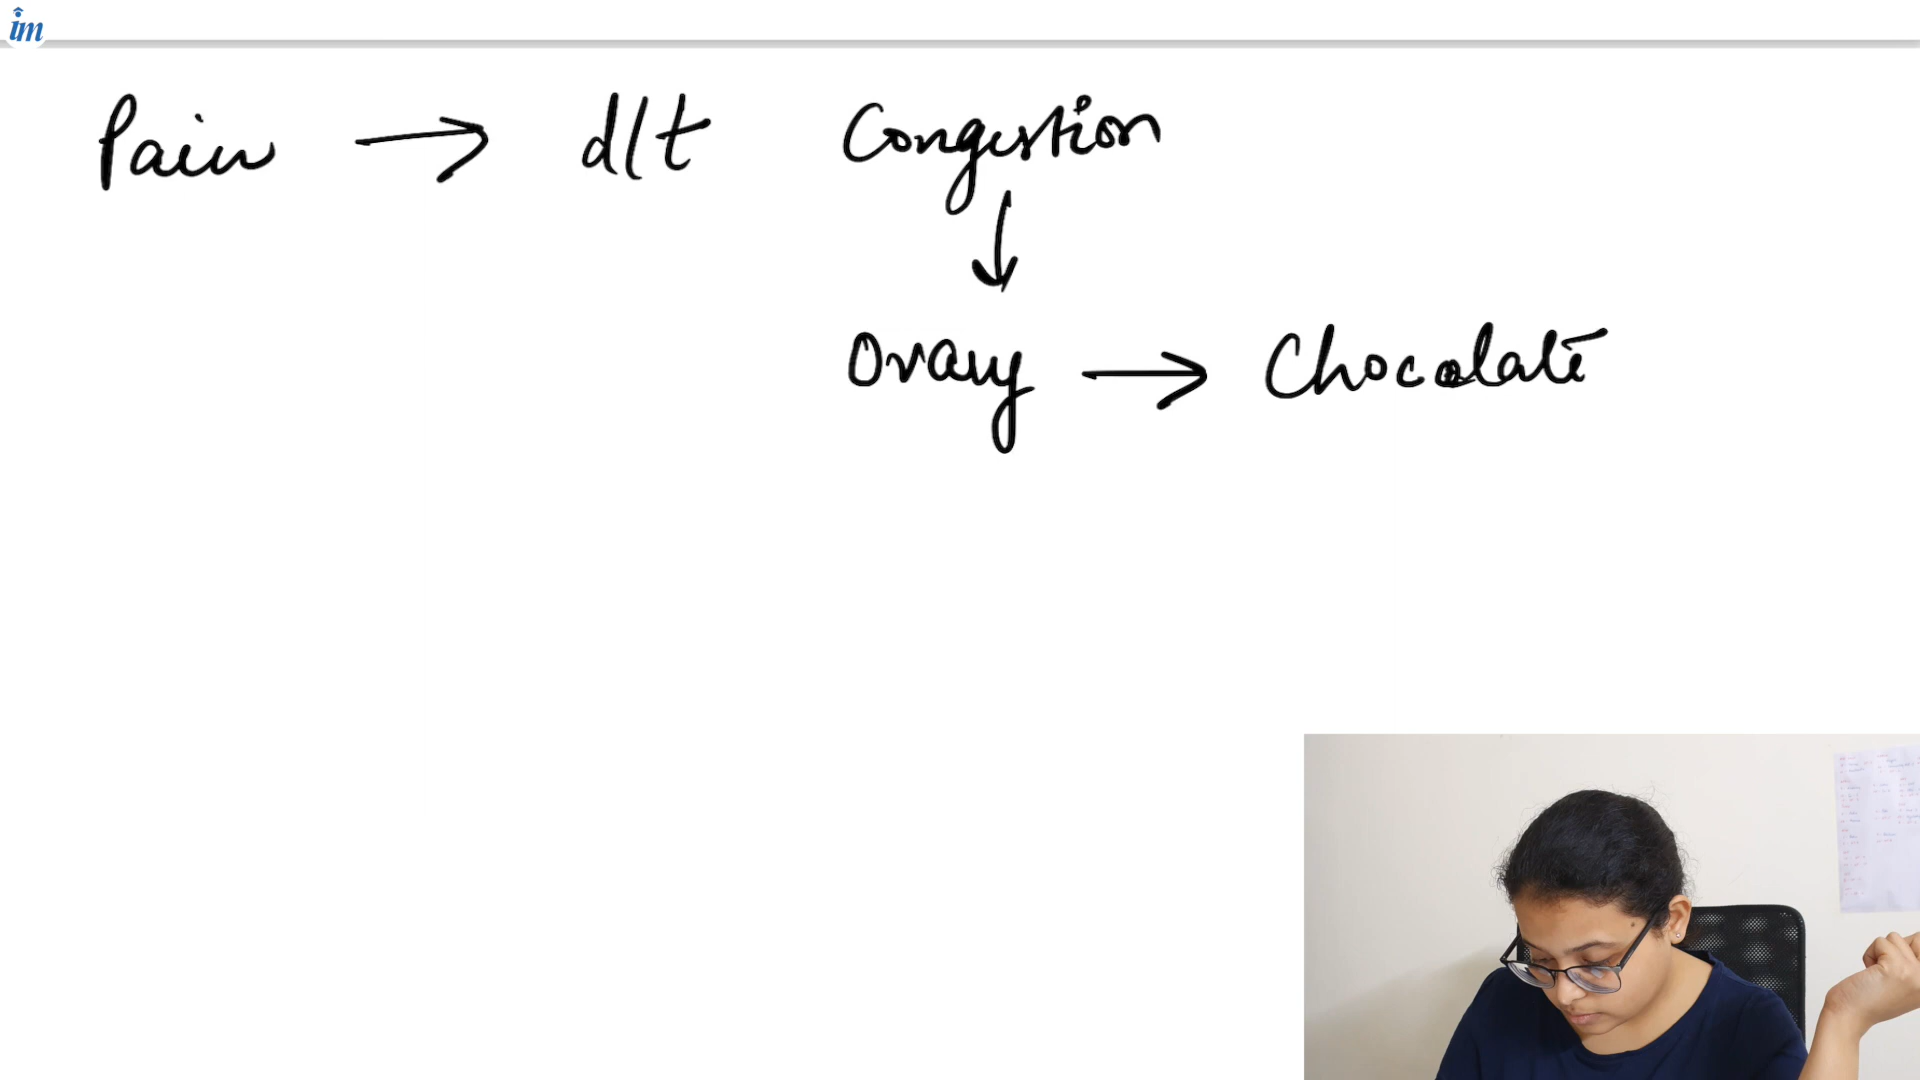 im
Pain → d/t Congestion
↓
Ovary → Chocolate